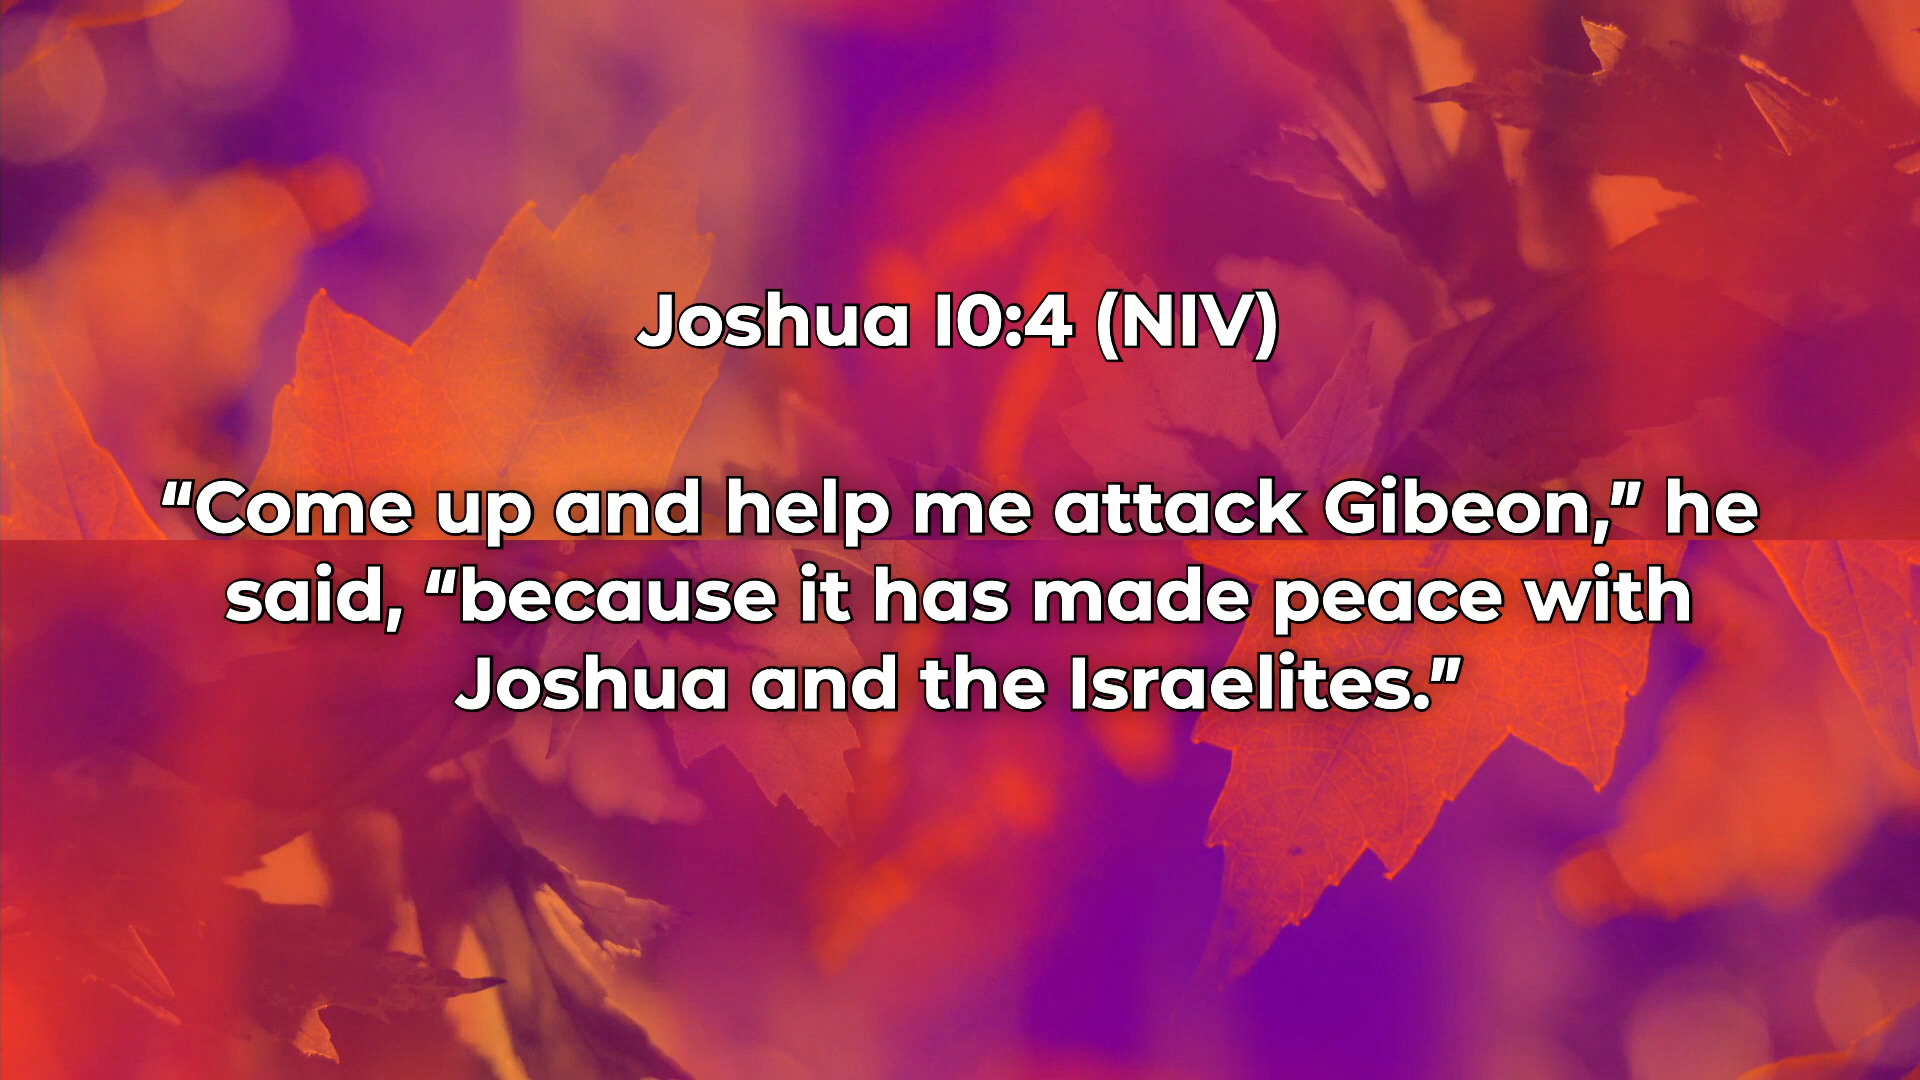 Joshua 10:4 (NIV)
“Come up and help me attack Gibeon,” he
said, “because it has made peace with
Joshua and the Israelites.”